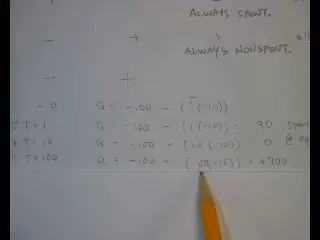 ALWAYS SPONT.
- + +
ALWAYS NONSPONT.
- +
-10 G = -100 - (T(-10))
T=1 G = -100 - (1(-10)) = 90
T=10 G = -100 - (10(-10)) = 0 @
T=100 G = -100 - (100(-10)) = +900